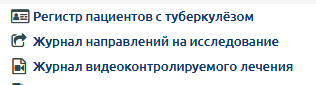 Регистр пациентов с туберкулёзом
Журнал направлений на исследование
Журнал видеоконтролируемого лечения